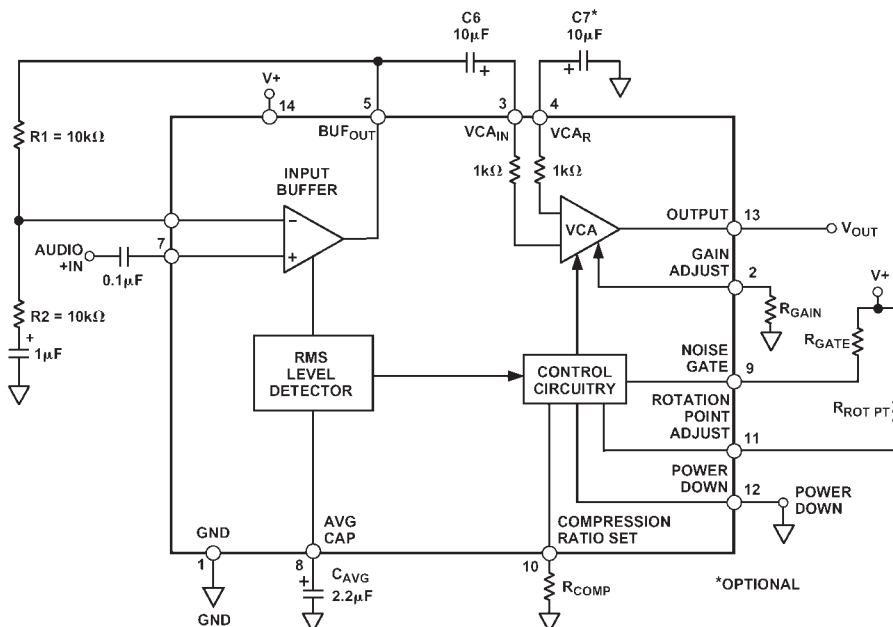 C6
10µF
C7*
10µF
V+
14
5
3
4
BUFOUT
VCAIN
VCAR
R1 = 10kΩ
1kΩ
1kΩ
INPUT
BUFFER
−
+
VCA
OUTPUT
13
VOUT
AUDIO
+IN
7
0.1µF
GAIN
ADJUST
2
V+
RGAIN
RGATE
R2 = 10kΩ
+
1µF
RMS
LEVEL
DETECTOR
CONTROL
CIRCUITRY
NOISE
GATE
9
ROTATION
POINT
ADJUST
11
RROT PT
POWER
DOWN
12
POWER
DOWN
GND
1
GND
AVG
CAP
8
+
CAVG
2.2µF
COMPRESSION
RATIO SET
10
RCOMP
*OPTIONAL